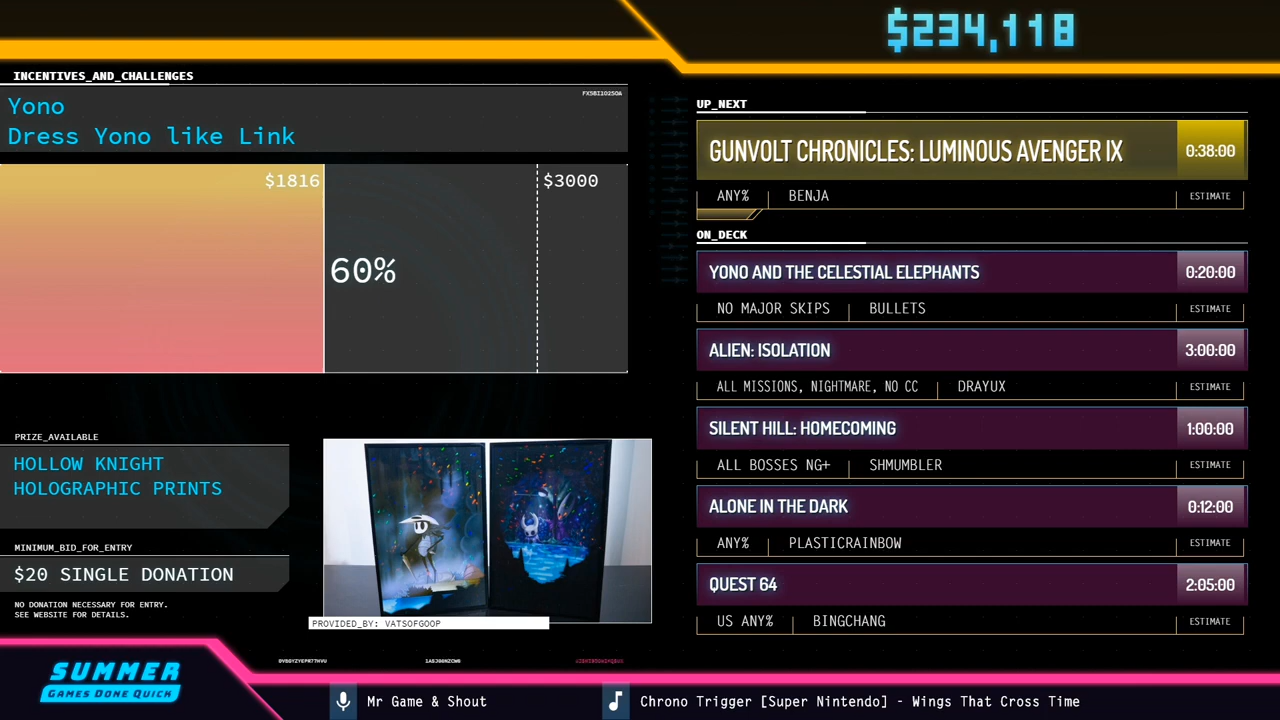 $234,118
INCENTIVES_AND_CHALLENGES
Yono
Dress Yono like Link
$1816
$3000
60%
PRIZE_AVAILABLE
HOLLOW KNIGHT
HOLOGRAPHIC PRINTS
MINIMUM_BID_FOR_ENTRY
$20 SINGLE DONATION
NO DONATION NECESSARY FOR ENTRY.
SEE WEBSITE FOR DETAILS.
PROVIDED_BY: VATSOFGOOP
UP_NEXT
GUNVOLT CHRONICLES: LUMINOUS AVENGER IX
0:38:00
ANY%
BENJA
ESTIMATE
ON_DECK
YONO AND THE CELESTIAL ELEPHANTS
0:20:00
NO MAJOR SKIPS
BULLETS
ESTIMATE
ALIEN: ISOLATION
3:00:00
ALL MISSIONS, NIGHTMARE, NO CC
DRAYUX
ESTIMATE
SILENT HILL: HOMECOMING
1:00:00
ALL BOSSES NG+
SHMUMBLER
ESTIMATE
ALONE IN THE DARK
0:12:00
ANY%
PLASTICRAINBOW
ESTIMATE
QUEST 64
2:05:00
US ANY%
BINGCHANG
ESTIMATE
SUMMER
GAMES DONE QUICK
Mr Game & Shout
Chrono Trigger [Super Nintendo] - Wings That Cross Time